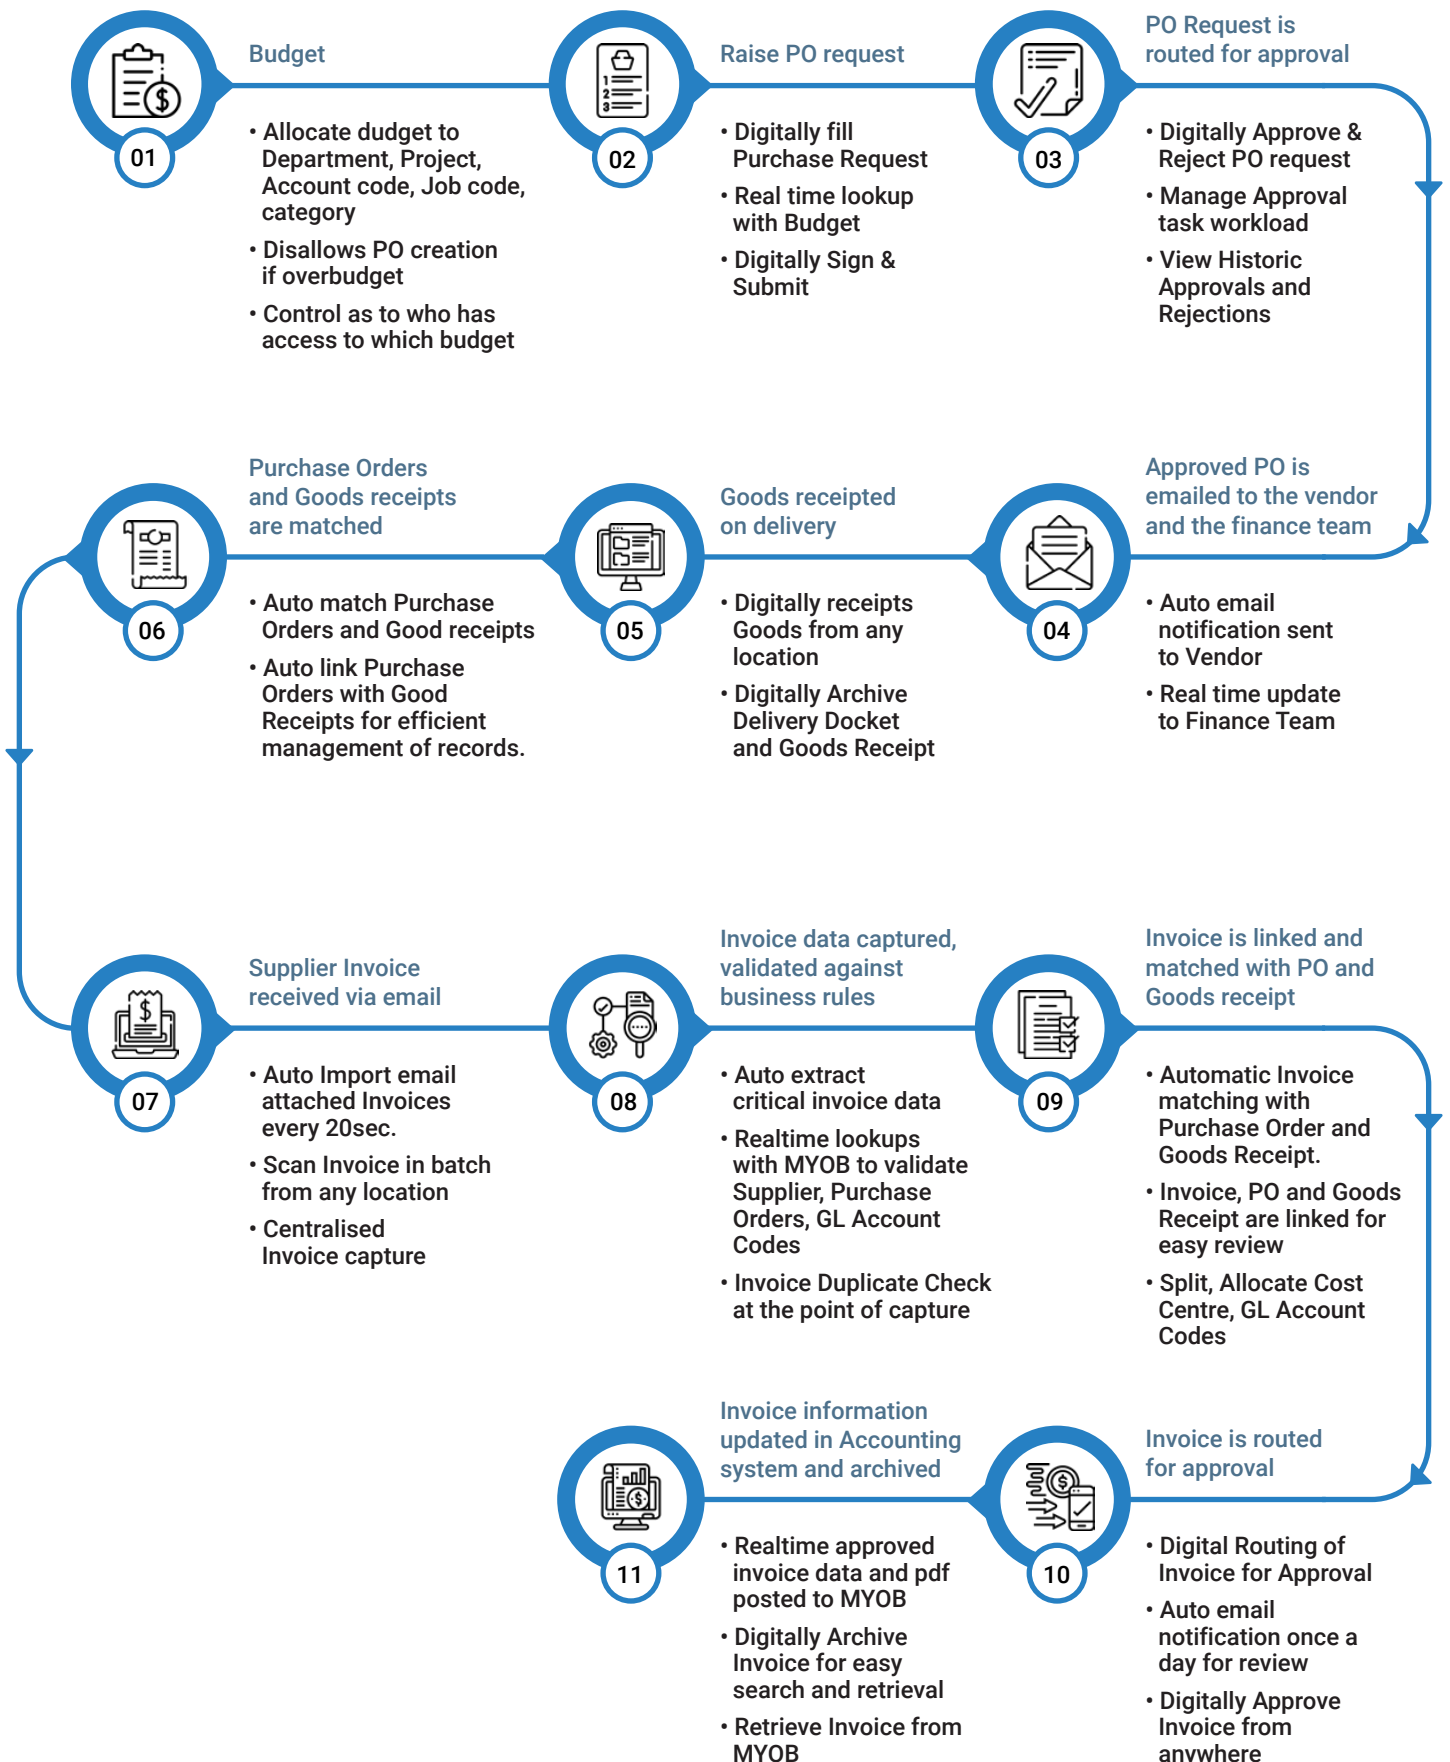 Budget
01
• Allocate dudget to
Department, Project,
Account code, Job code,
category
• Disallows PO creation
if overbudget
• Control as to who has
access to which budget
Raise PO request
1
2
3
02
• Digitally fill
Purchase Request
• Real time lookup
with Budget
• Digitally Sign &
Submit
PO Request is
routed for approval
03
• Digitally Approve &
Reject PO request
• Manage Approval
task workload
• View Historic
Approvals and
Rejections
Approved PO is
emailed to the vendor
and the finance team
04
• Auto email
notification sent
to Vendor
• Real time update
to Finance Team
Goods receipted
on delivery
05
• Digitally receipts
Goods from any
location
• Digitally Archive
Delivery Docket
and Goods Receipt
Purchase Orders
and Goods receipts
are matched
06
• Auto match Purchase
Orders and Good receipts
• Auto link Purchase
Orders with Good
Receipts for efficient
management of records.
Supplier Invoice
received via email
07
• Auto Import email
attached Invoices
every 20sec.
• Scan Invoice in batch
from any location
• Centralised
Invoice capture
Invoice data captured,
validated against
business rules
08
• Auto extract
critical invoice data
• Realtime lookups
with MYOB to validate
Supplier, Purchase
Orders, GL Account
Codes
• Invoice Duplicate Check
at the point of capture
Invoice is linked and
matched with PO and
Goods receipt
09
• Automatic Invoice
matching with
Purchase Order and
Goods Receipt.
• Invoice, PO and Goods
Receipt are linked for
easy review
• Split, Allocate Cost
Centre, GL Account
Codes
Invoice is routed
for approval
10
• Digital Routing of
Invoice for Approval
• Auto email
notification once a
day for review
• Digitally Approve
Invoice from
anywhere
Invoice information
updated in Accounting
system and archived
11
• Realtime approved
invoice data and pdf
posted to MYOB
• Digitally Archive
Invoice for easy
search and retrieval
• Retrieve Invoice from
MYOB